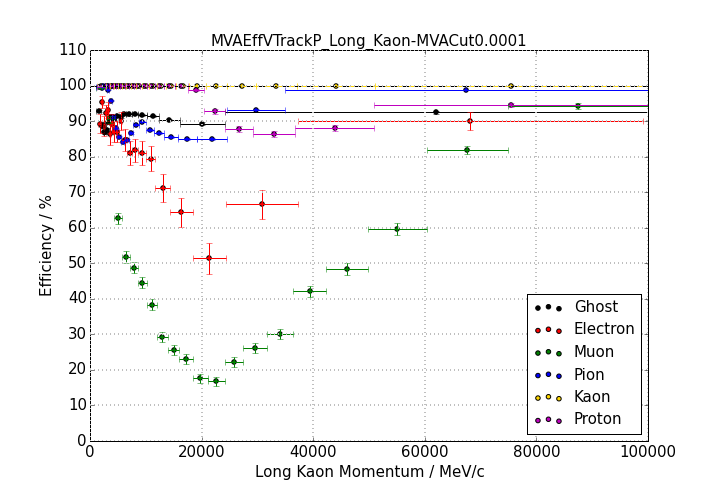 MVAEffVTrackP_Long_Kaon-MVACut0.0001
110
100
90
80
70
60
50
40
30
20
10
0
Efficiency / %
0 20000 40000 60000 80000 100000
Long Kaon Momentum / MeV/c
Ghost
Electron
Muon
Pion
Kaon
Proton